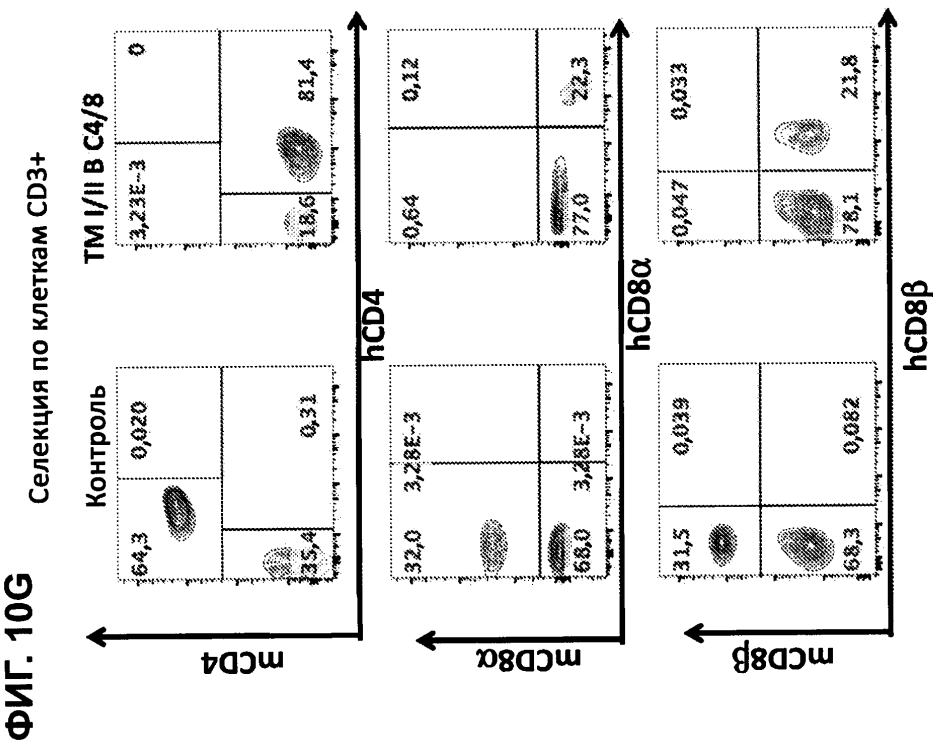 ФИГ. 10G
Селекция по клеткам CD3+
Контроль
TM I/II B C4/8
64,3
0,020
35,4
0,31
3,23E-3
0
18,6
81,4
mCD4
hCD4
32,0
3,28E-3
68,0
3,28E-3
0,64
0,12
77,0
22,3
mCD8α
hCD8α
31,5
0,039
68,3
0,082
0,047
0,033
78,1
21,8
mCD8β
hCD8β